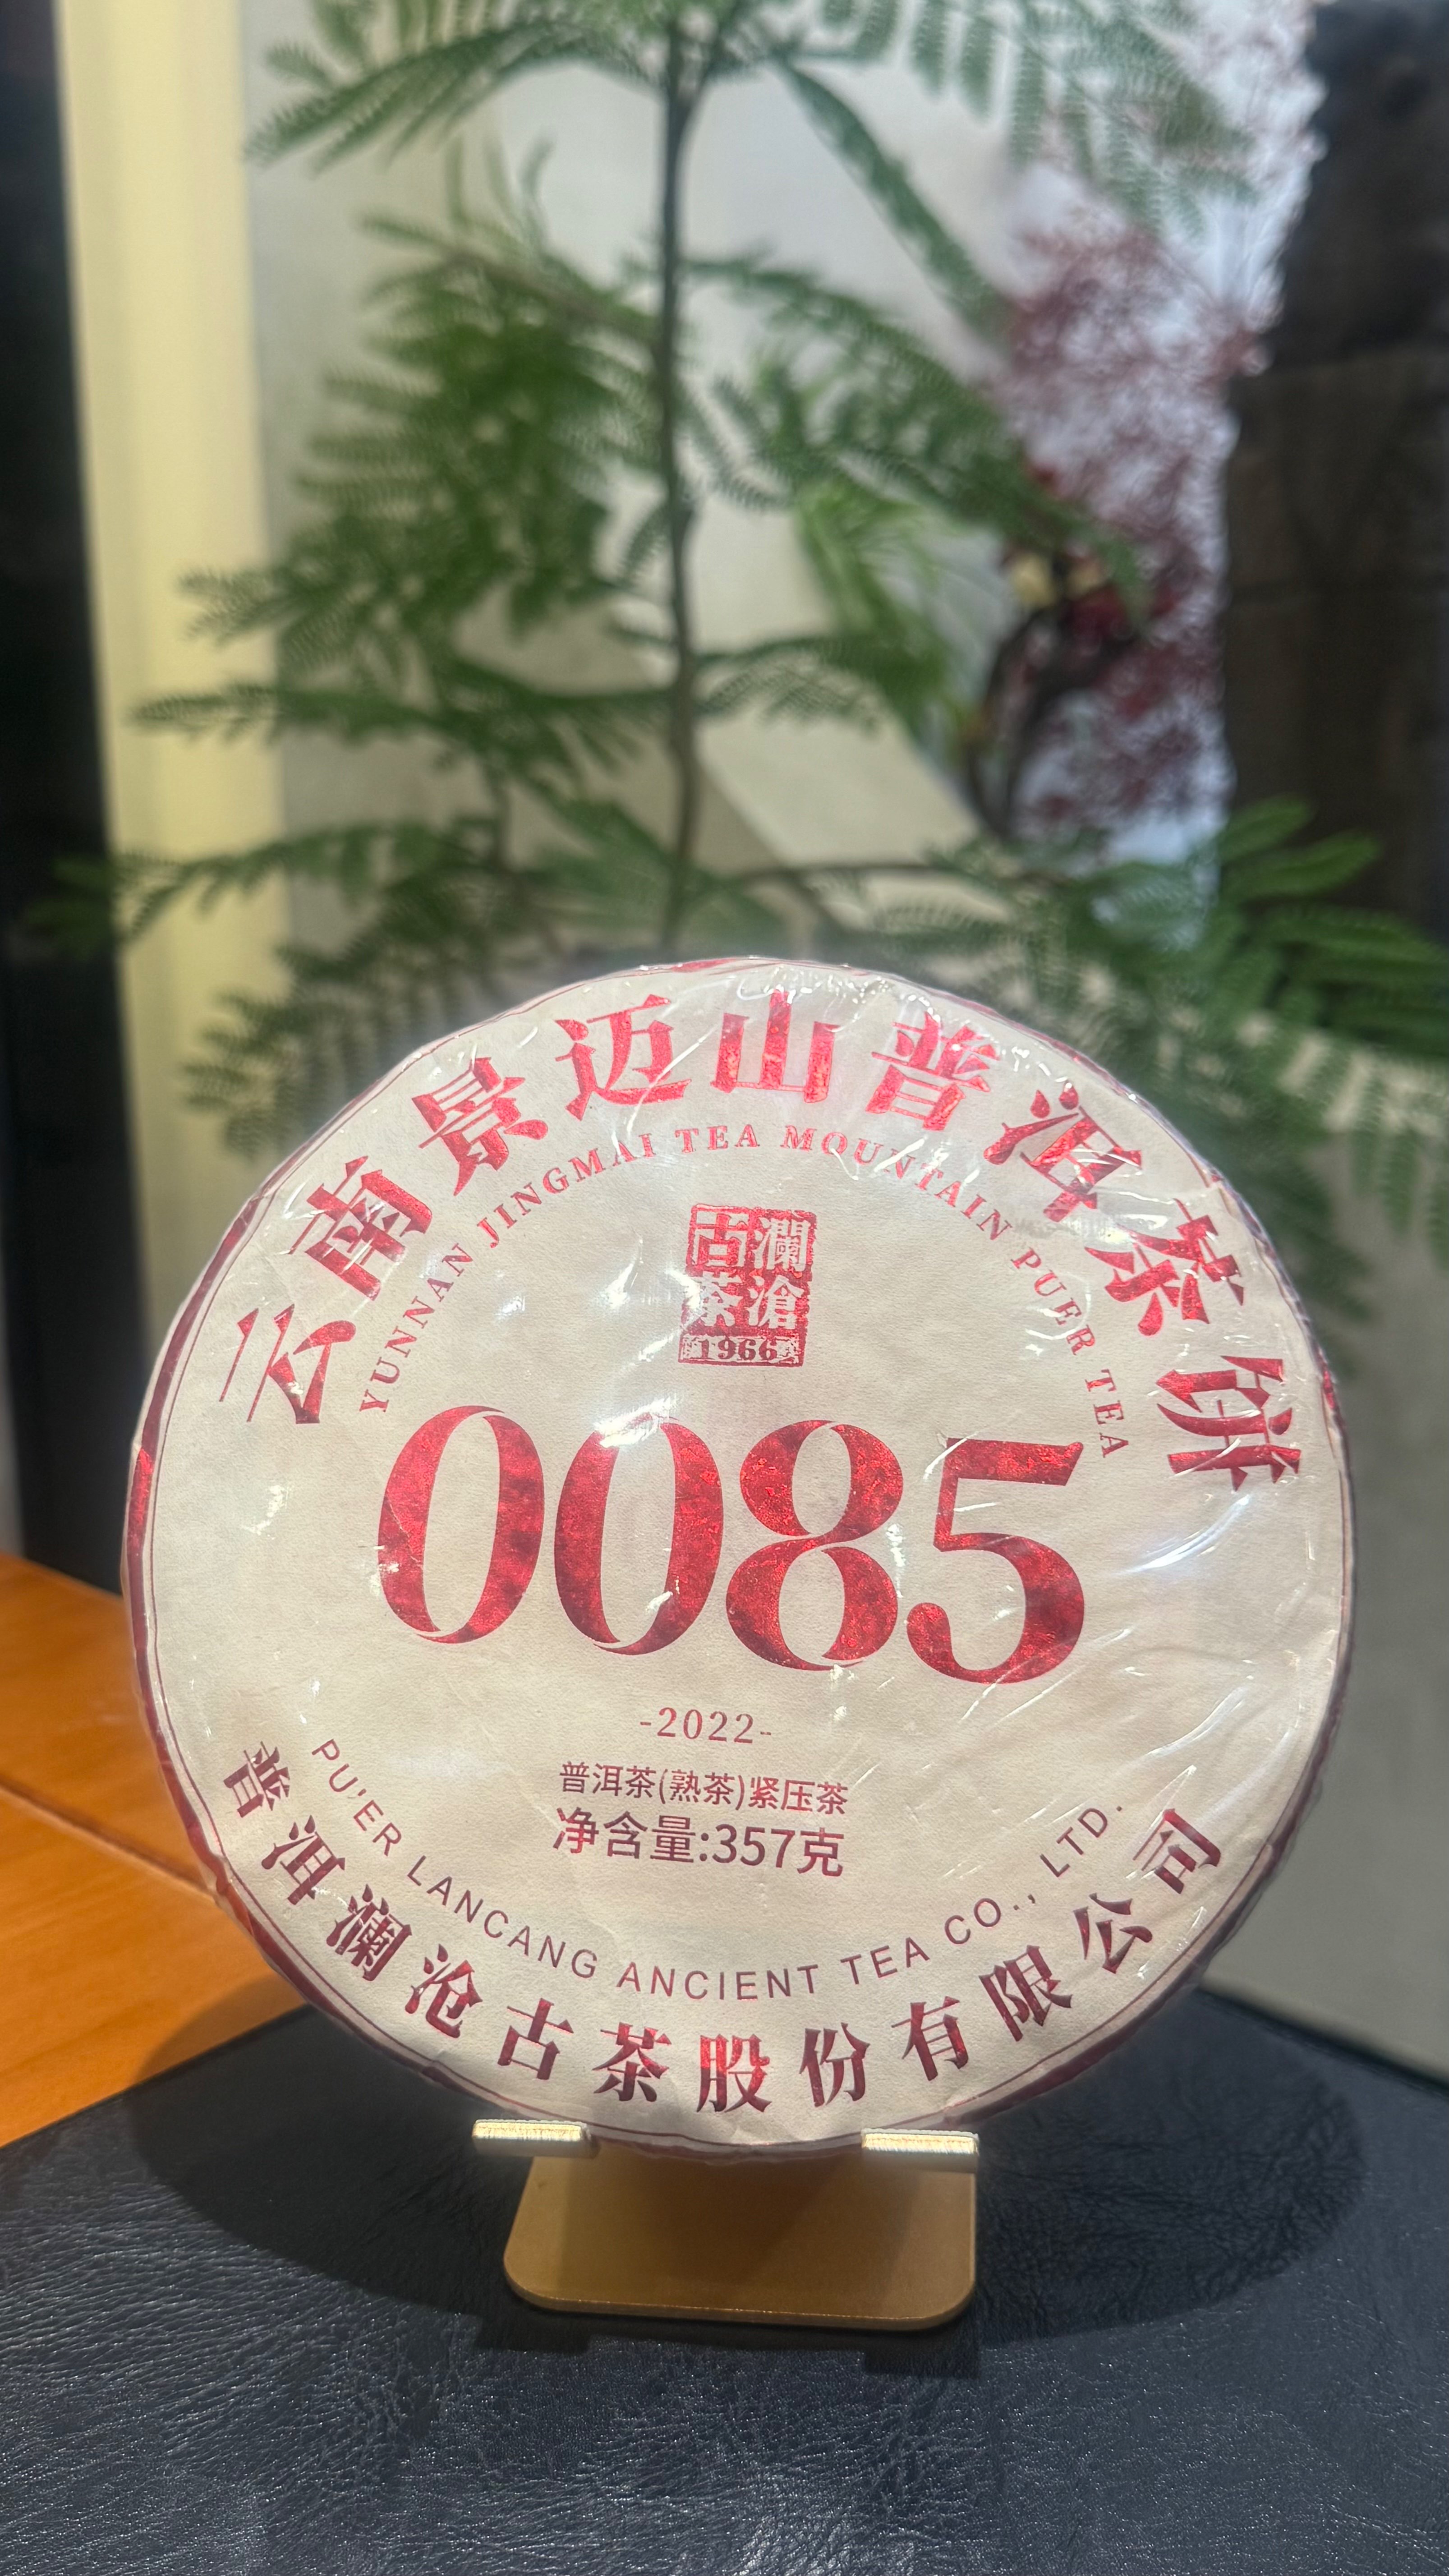 云南景迈山普洱茶饼
YUNNAN JINGMAI TEA MOUNTAIN PUER TEA
瀾滄
古茶
1966
0085
-2022-
普洱茶(熟茶)紧压茶
净含量:357克
PU'ER LANCANG ANCIENT TEA CO., LTD.
普洱澜沧古茶股份有限公司